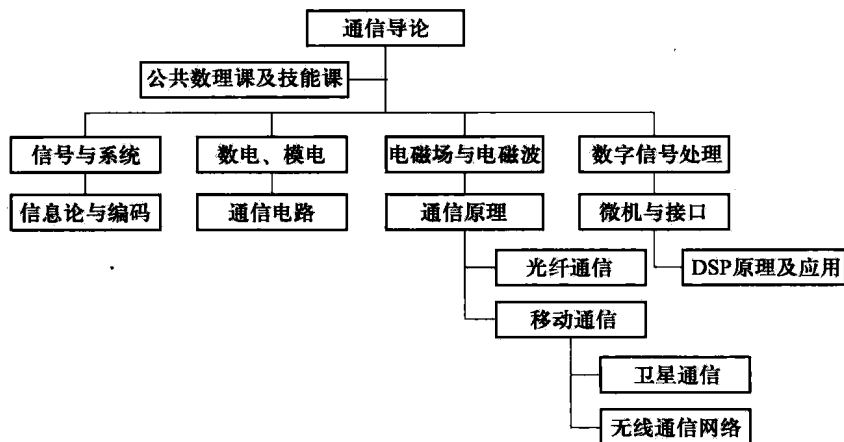 通信导论
公共数理课及技能课
信号与系统
数电、模电
电磁场与电磁波
数字信号处理
信息论与编码
通信电路
通信原理
微机与接口
光纤通信
DSP原理及应用
移动通信
卫星通信
无线通信网络